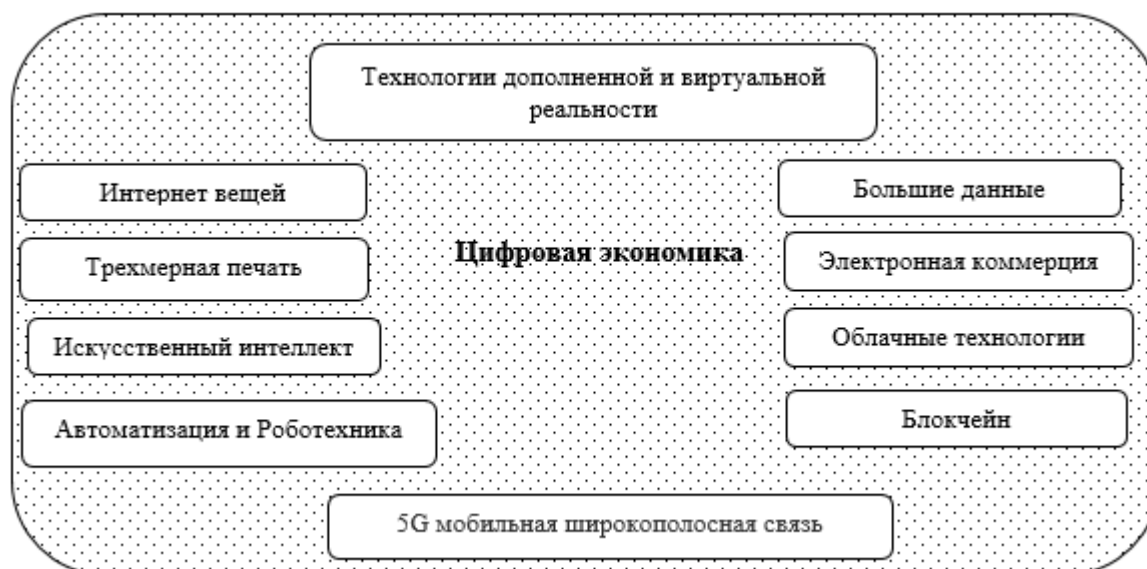 Технологии дополненной и виртуальной
реальности
Интернет вещей
Большие данные
Трехмерная печать
Цифровая экономика
Электронная коммерция
Искусственный интеллект
Облачные технологии
Автоматизация и Роботехника
Блокчейн
5G мобильная широкополосная связь